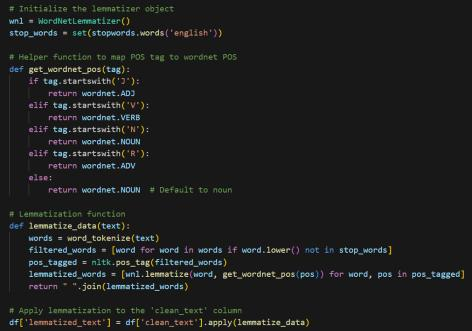 # Initialize the lemmatizer object
wnl = WordNetLemmatizer()
stop_words = set(stopwords.words('english'))

# Helper function to map POS tag to wordnet POS
def get_wordnet_pos(tag):
    if tag.startswith('J'):
        return wordnet.ADJ
    elif tag.startswith('V'):
        return wordnet.VERB
    elif tag.startswith('N'):
        return wordnet.NOUN
    elif tag.startswith('R'):
        return wordnet.ADV
    else:
        return wordnet.NOUN  # Default to noun

# Lemmatization function
def lemmatize_data(text):
    words = word_tokenize(text)
    filtered_words = [word for word in words if word.lower() not in stop_words]
    pos_tagged = nltk.pos_tag(filtered_words)
    lemmatized_words = [wnl.lemmatize(word, get_wordnet_pos(pos)) for word, pos in pos_tagged]
    return " ".join(lemmatized_words)

# Apply lemmatization to the 'clean_text' column
df['lemmatized_text'] = df['clean_text'].apply(lemmatize_data)